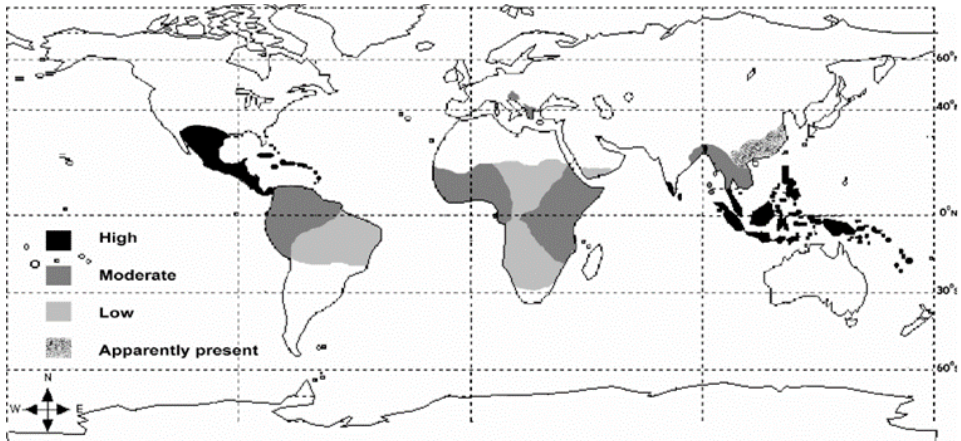 60°N
40°N
0°N
30°S
60°S
High
Moderate
Low
Apparently present
N
W E
S